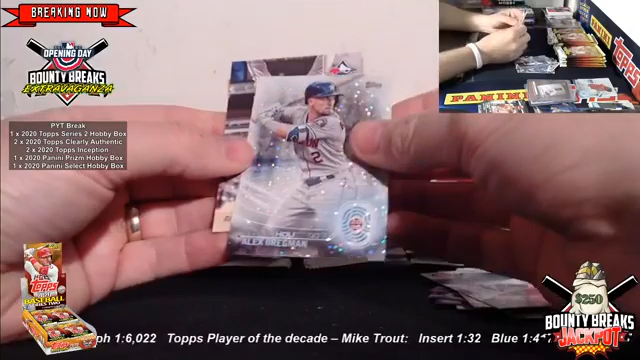 BREAKING NOW
OPENING DAY
BOUNTY BREAKS
EXTRAVAGANZA
PYT Break
1 x 2020 Topps Series 2 Hobby Box
2 x 2020 Topps Clearly Authentic
2 x 2020 Topps Inception
1 x 2020 Panini Prizm Hobby Box
1 x 2020 Panini Select Hobby Box
2
HOU
ALEX BREGMAN
PANINI
PANINI
Topps
Topps
BASEBALL
$250
BOUNTY BREAKS
JACKPOT
ph 1:6,022 Topps Player of the decade – Mike Trout: Insert 1:32 Blue 1:4